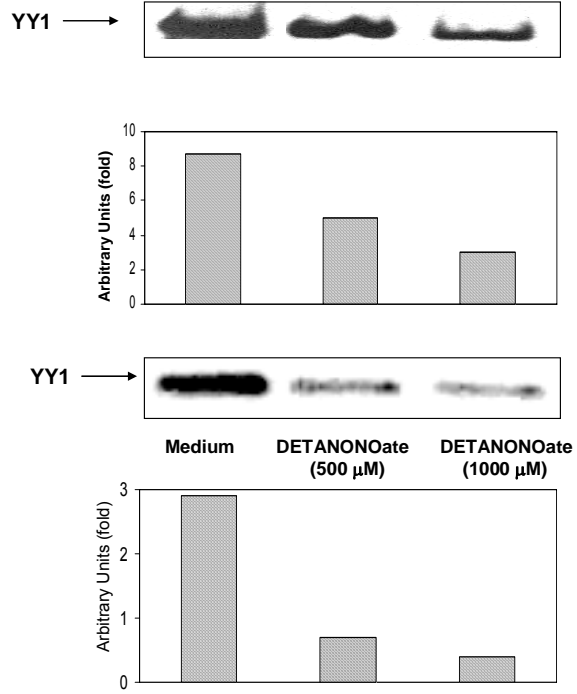 YY1
Arbitrary Units (fold)
10
8
6
4
2
0
YY1
Medium DETANONOate DETANONOate
(500 µM) (1000 µM)
Arbitrary Units (fold)
3
2
1
0